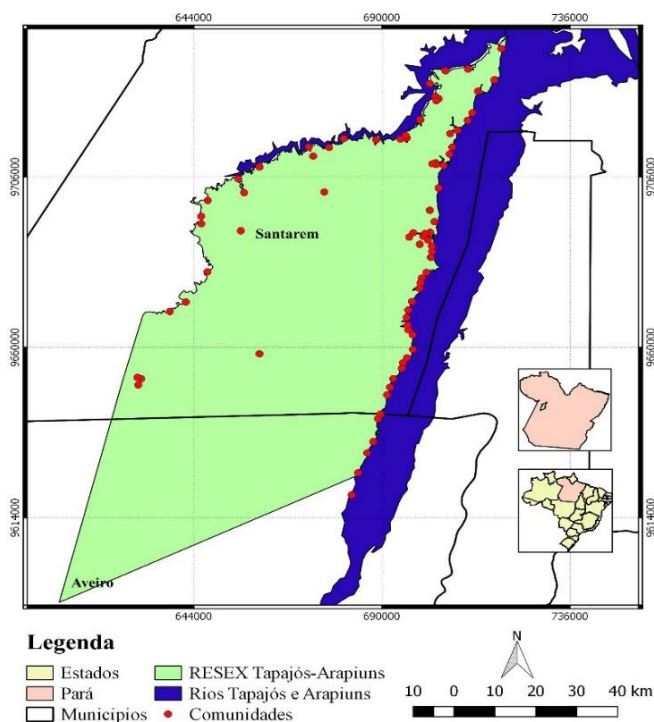 644000 690000 736000
9706000 9706000
Santarem
9660000 9660000
9614000 9614000
Aveiro
644000 690000 736000
Legenda
Estados RESEX Tapajós-Arapiuns
Pará Rios Tapajós e Arapiuns
Municípios Comunidades
N
10 0 10 20 30 40 km